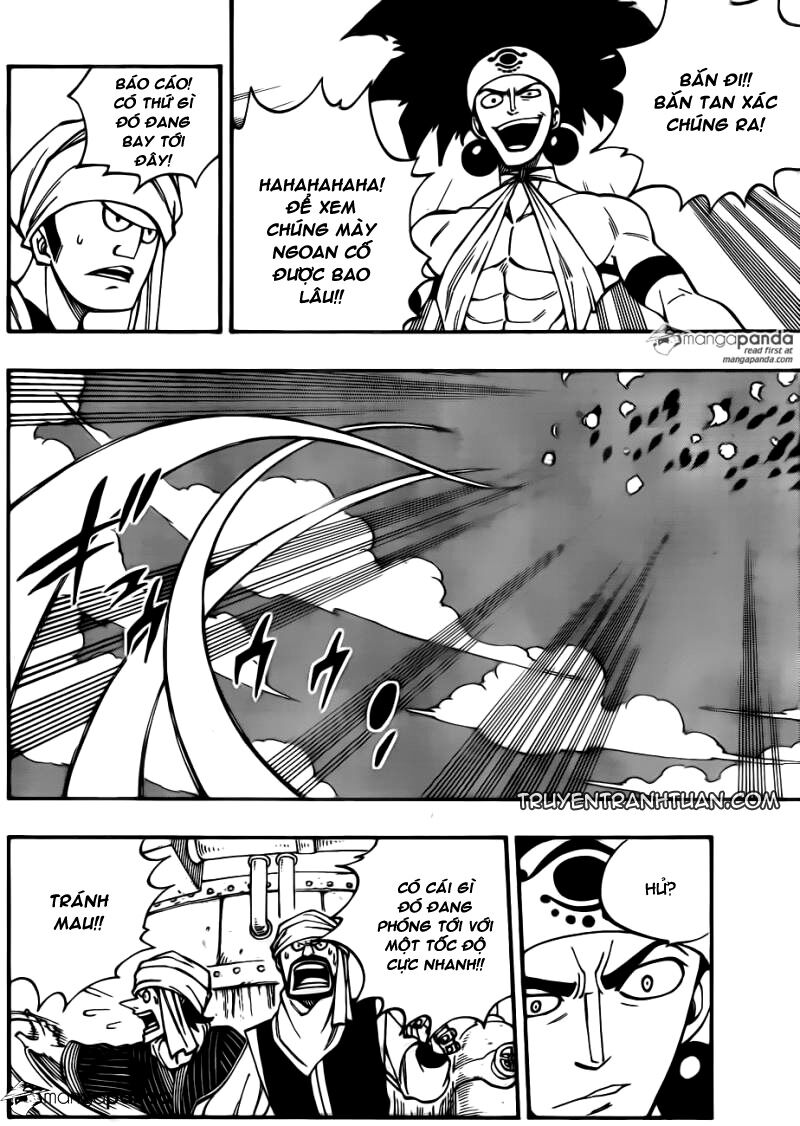 BẮN ĐI!!
BẮN TAN XÁC
CHÚNG RA!
HAHAHAHAHA!
ĐỂ XEM
CHÚNG MÀY
NGOAN CỐ
ĐƯỢC BAO
LÂU!!
BÁO CÁO!
CÓ THỨ GÌ
ĐÓ ĐANG
BAY TỚI
ĐÂY!
mangapanda
read first at
mangapanda.com
TRUYENTRANHTUAN.COM
HỬ?
CÓ CÁI GÌ
ĐÓ ĐANG
PHÓNG TỚI VỚI
MỘT TỐC ĐỘ
CỰC NHANH!!
TRÁNH
MAU!!
mangapanda